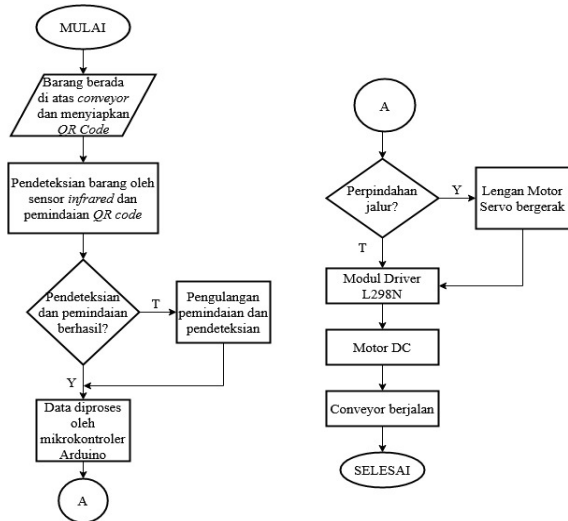 MULAI
Barang berada
di atas conveyor
dan menyiapkan
QR Code
Pendeteksian barang oleh
sensor infrared dan
pemindaian QR code
Pendeteksian
dan pemindaian
berhasil?
T
Pengulangan
pemindaian dan
pendeteksian
Y
Data diproses
oleh
mikrokontroler
Arduino
A
A
Perpindahan
jalur?
Y
Lengan Motor
Servo bergerak
T
Modul Driver
L298N
Motor DC
Conveyor berjalan
SELESAI